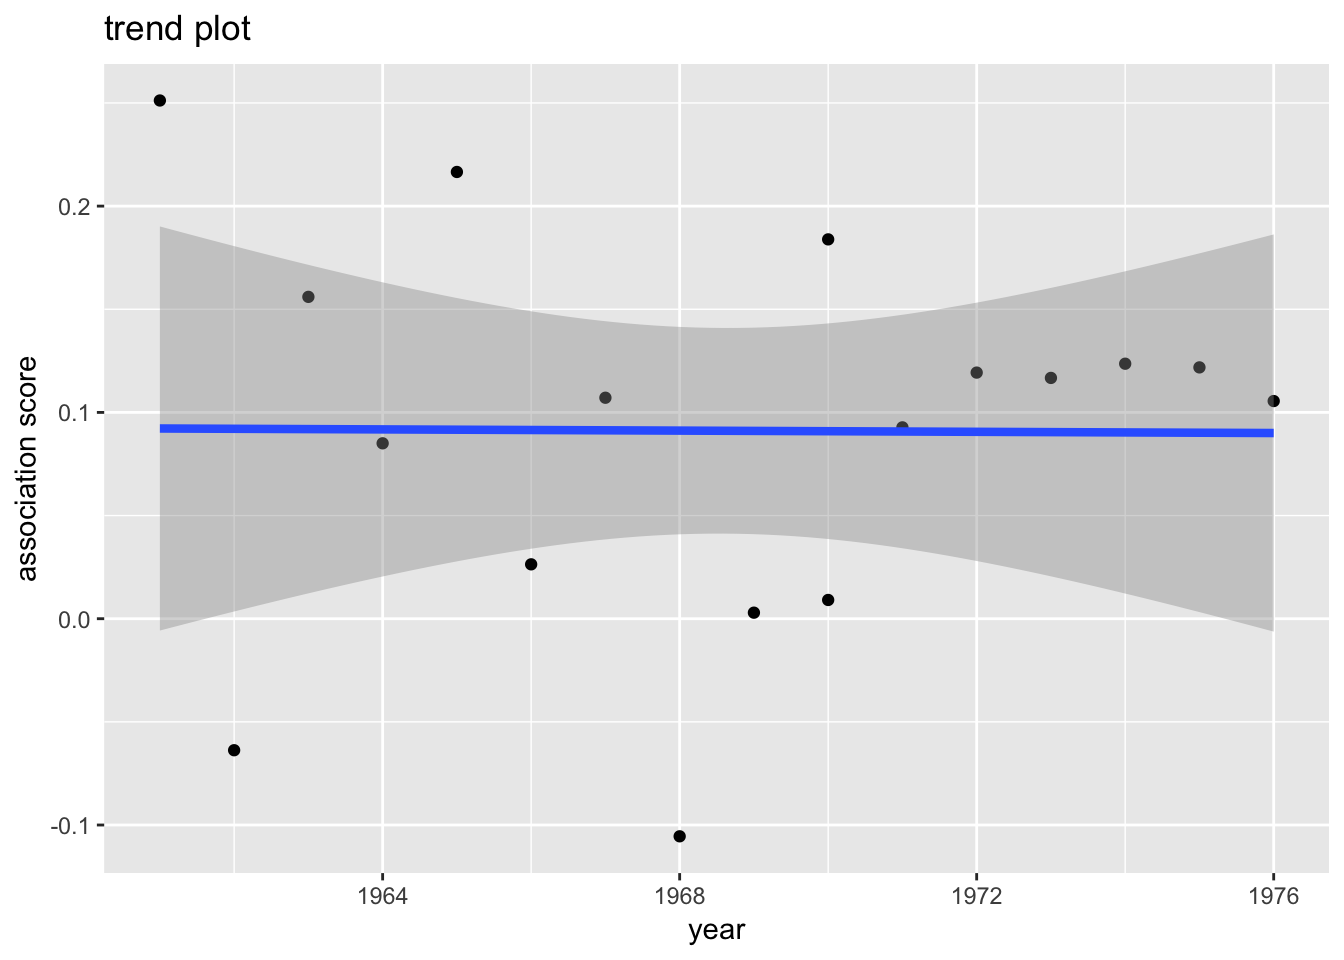 trend plot
association score
0.2
0.1
0.0
-0.1
1964 1968 1972 1976
year